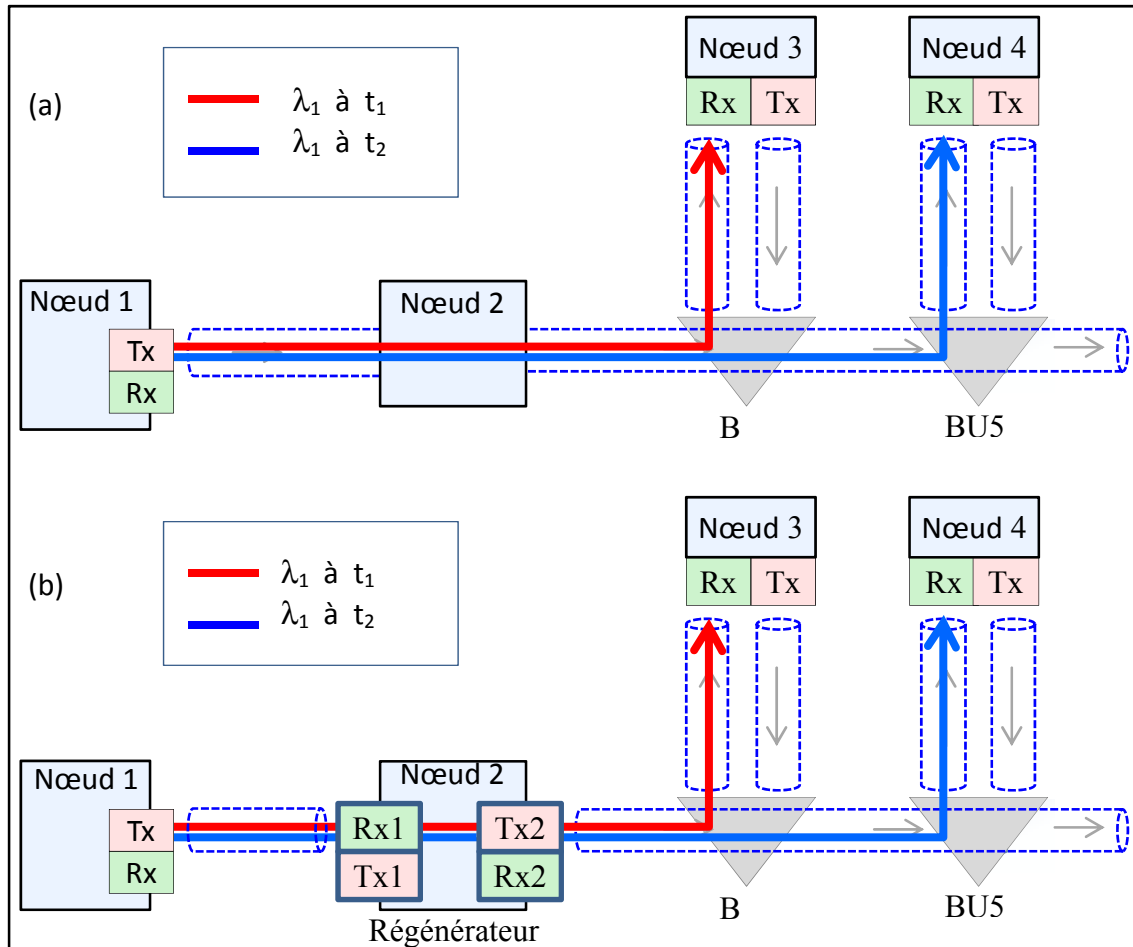 (a)
λ₁ à t₁
λ₁ à t₂
Nœud 3
Rx Tx
Nœud 4
Rx Tx
Nœud 1
Tx
Rx
Nœud 2
B
BU5
(b)
λ₁ à t₁
λ₁ à t₂
Nœud 3
Rx Tx
Nœud 4
Rx Tx
Nœud 1
Tx
Rx
Nœud 2
Rx1 Tx2
Tx1 Rx2
Régénérateur
B
BU5